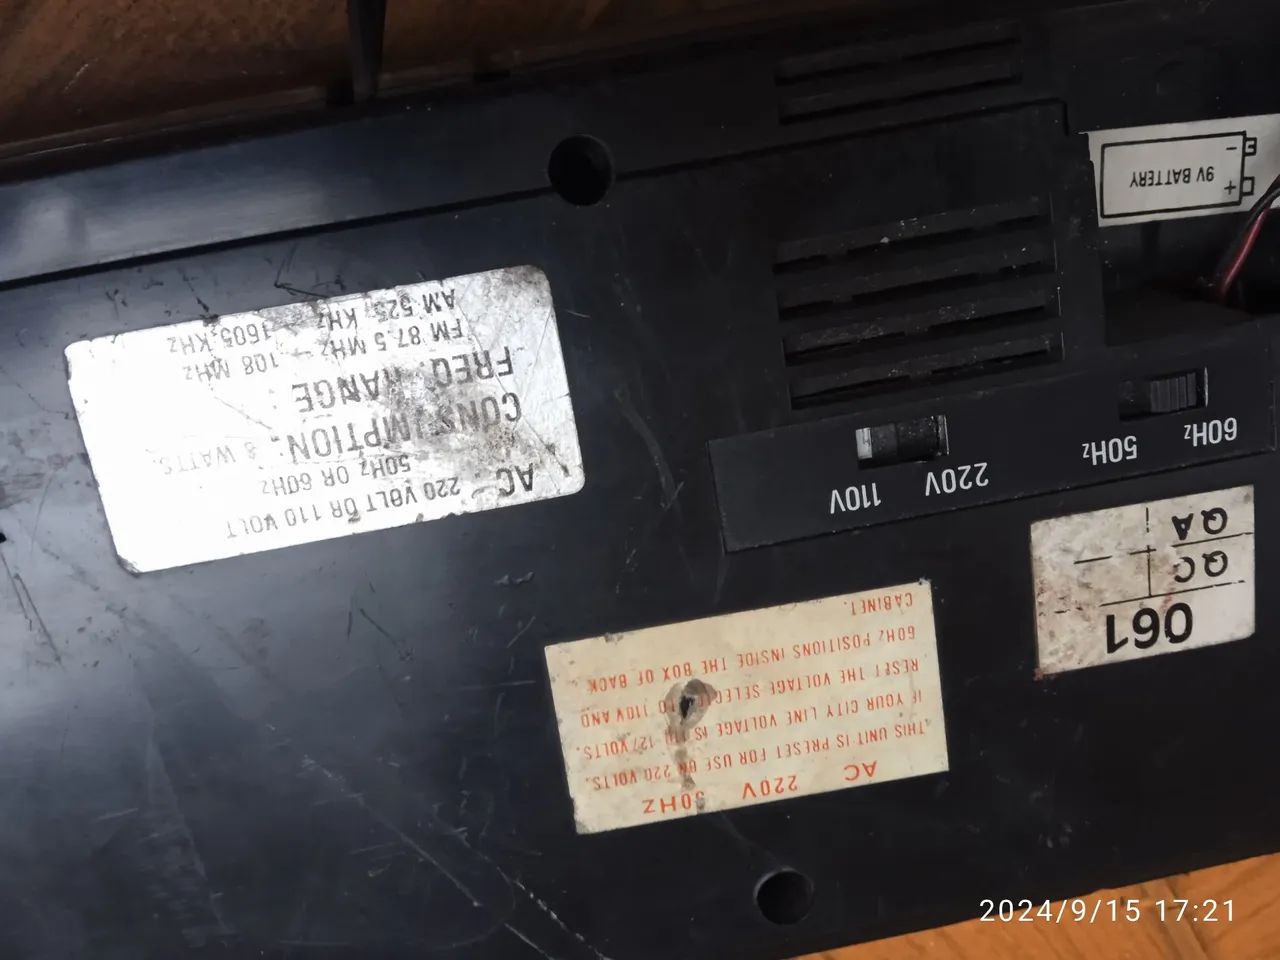 AC : 220 VOLT OR 110 VOLT
50Hz OR 60Hz
CONSUMPTION: 8 WATTS
FREQ. RANGE :
FM 87.5 MHz – 108 MHz
AM 525 KHz – 1605 KHz
AC 220V 50Hz
THIS UNIT IS PRESET FOR USE ON 220 VOLTS.
IF YOUR CITY LINE VOLTAGE IS 127 VOLTS.
RESET THE VOLTAGE TO 110V AND
60Hz POSITIONS INSIDE THE BOX OF BACK
CABINET.
061
QC
QA
60Hz 50Hz
220V 110V
9V BATTERY
+
-
2024/9/15 17:21